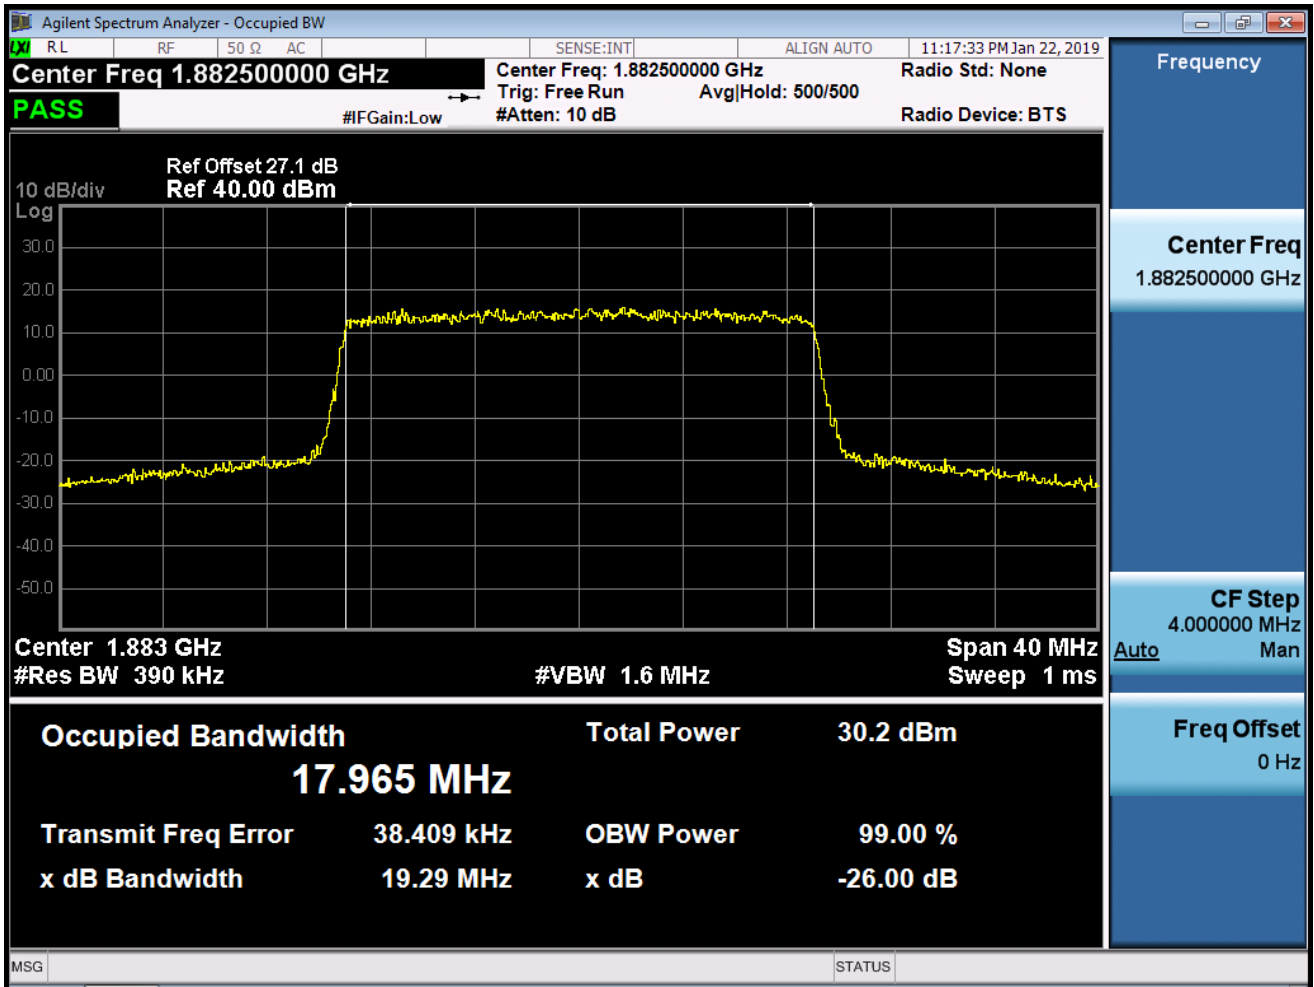 Agilent Spectrum Analyzer - Occupied BW
LXI RL RF 50 Ω AC SENSE:INT ALIGN AUTO 11:17:33 PM Jan 22, 2019
Center Freq 1.882500000 GHz
PASS
#IFGain:Low
Center Freq: 1.882500000 GHz
Trig: Free Run Avg|Hold: 500/500
#Atten: 10 dB
Radio Std: None
Radio Device: BTS
Ref Offset 27.1 dB
10 dB/div Ref 40.00 dBm
Log
30.0
20.0
10.0
0.00
-10.0
-20.0
-30.0
-40.0
-50.0
Center 1.883 GHz Span 40 MHz
#Res BW 390 kHz #VBW 1.6 MHz Sweep 1 ms
Occupied Bandwidth Total Power 30.2 dBm
17.965 MHz
Transmit Freq Error 38.409 kHz OBW Power 99.00 %
x dB Bandwidth 19.29 MHz x dB -26.00 dB
Frequency
Center Freq
1.882500000 GHz
CF Step
4.000000 MHz
Auto Man
Freq Offset
0 Hz
MSG STATUS